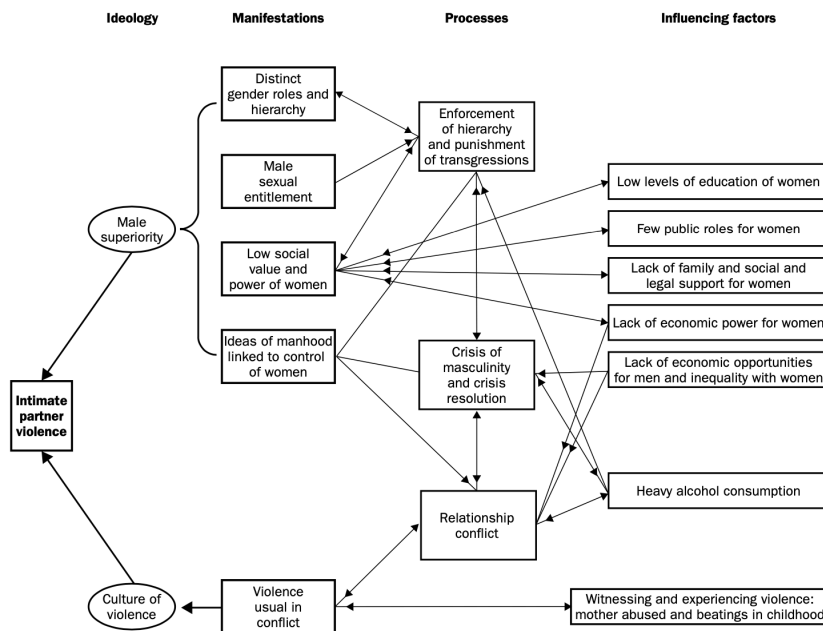 Ideology
Manifestations
Processes
Influencing factors
Distinct
gender roles and
hierarchy
Enforcement
of hierarchy
and punishment
of transgressions
Male
sexual
entitlement
Low levels of education of women
Male
superiority
Few public roles for women
Low social
value and
power of women
Lack of family and social and
legal support for women
Lack of economic power for women
Ideas of manhood
linked to control
of women
Crisis of
masculinity
and crisis
resolution
Lack of economic opportunities
for men and inequality with women
Intimate
partner
violence
Heavy alcohol consumption
Relationship
conflict
Culture of
violence
Violence
usual in
conflict
Witnessing and experiencing violence:
mother abused and beatings in childhood